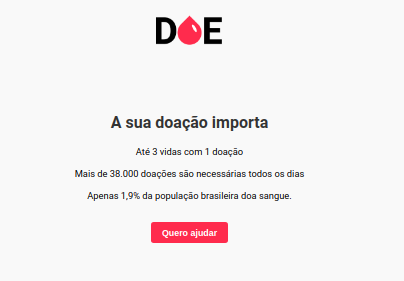 DOE
A sua doação importa
Até 3 vidas com 1 doação
Mais de 38.000 doações são necessárias todos os dias
Apenas 1,9% da população brasileira doa sangue.
Quero ajudar